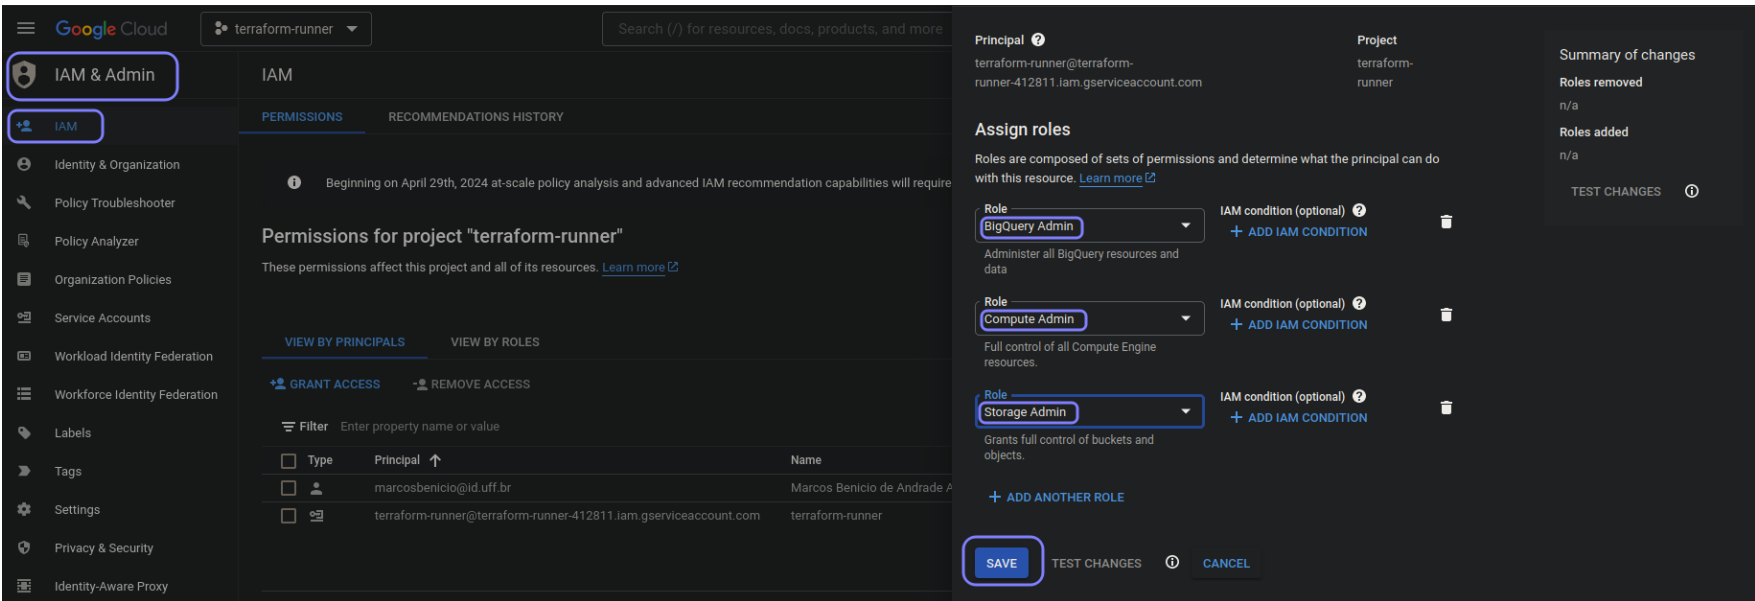 Google Cloud
terraform-runner
Search (/) for resources, docs, products, and more
IAM & Admin
IAM
Identity & Organization
Policy Troubleshooter
Policy Analyzer
Organization Policies
Service Accounts
Workload Identity Federation
Workforce Identity Federation
Labels
Tags
Settings
Privacy & Security
Identity-Aware Proxy
IAM
PERMISSIONS
RECOMMENDATIONS HISTORY
Beginning on April 29th, 2024 at-scale policy analysis and advanced IAM recommendation capabilities will require
Permissions for project "terraform-runner"
These permissions affect this project and all of its resources. Learn more
VIEW BY PRINCIPALS
VIEW BY ROLES
GRANT ACCESS
REMOVE ACCESS
Filter Enter property name or value
Type Principal Name
marcosbenicio@id.uff.br Marcos Benicio de Andrade A
terraform-runner@terraform-runner-412811.iam.gserviceaccount.com terraform-runner
Principal
terraform-runner@terraform-
runner-412811.iam.gserviceaccount.com
Project
terraform-
runner
Assign roles
Roles are composed of sets of permissions and determine what the principal can do
with this resource. Learn more
Role
BigQuery Admin
IAM condition (optional)
+ ADD IAM CONDITION
Administer all BigQuery resources and
data
Role
Compute Admin
IAM condition (optional)
+ ADD IAM CONDITION
Full control of all Compute Engine
resources.
Role
Storage Admin
IAM condition (optional)
+ ADD IAM CONDITION
Grants full control of buckets and
objects.
+ ADD ANOTHER ROLE
SAVE
TEST CHANGES
CANCEL
Summary of changes
Roles removed
n/a
Roles added
n/a
TEST CHANGES